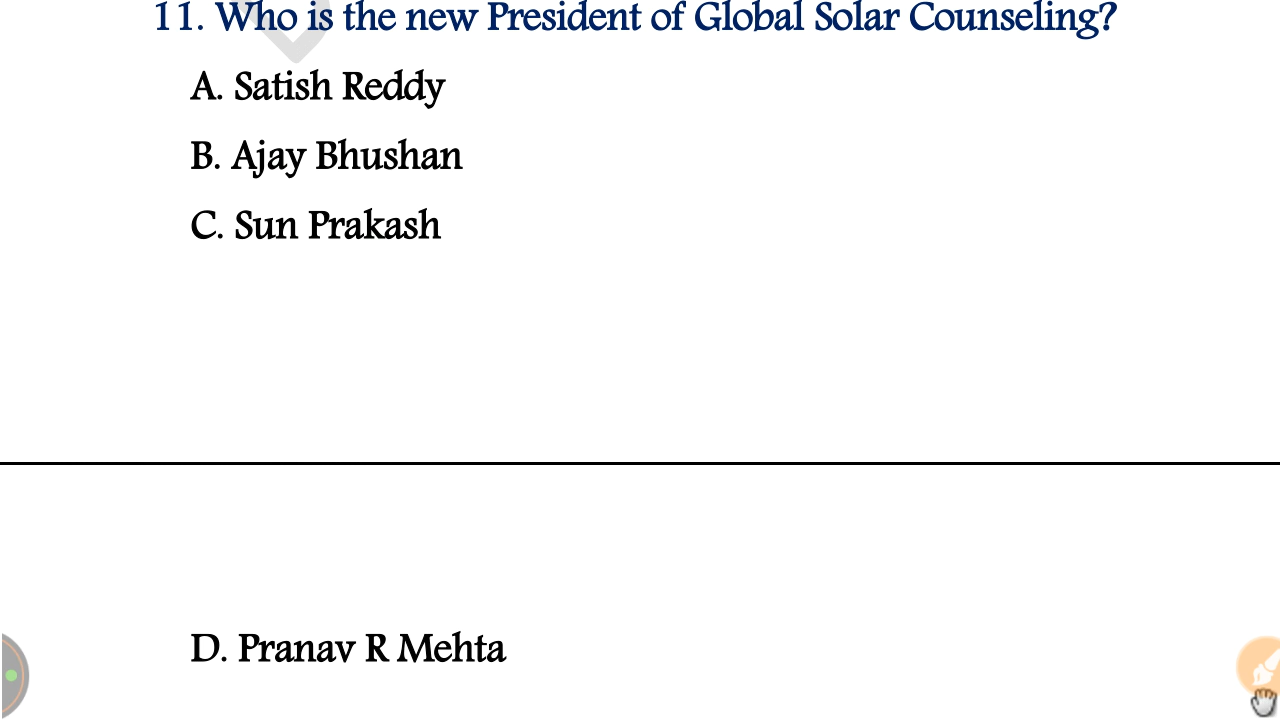 11. Who is the new President of Global Solar Counseling?
A. Satish Reddy
B. Ajay Bhushan
C. Sun Prakash
D. Pranav R Mehta